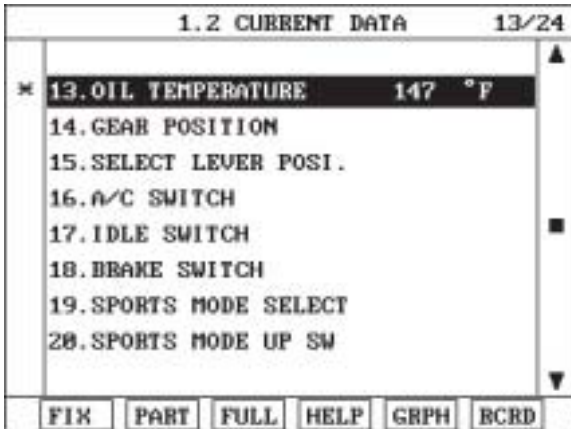 1.2 CURRENT DATA 13/24
* 13.OIL TEMPERATURE 147 °F
14.GEAR POSITION
15.SELECT LEVER POSI.
16.A/C SWITCH
17.IDLE SWITCH
18.BRAKE SWITCH
19.SPORTS MODE SELECT
20.SPORTS MODE UP SW
FIX PART FULL HELP GRPH RCRD